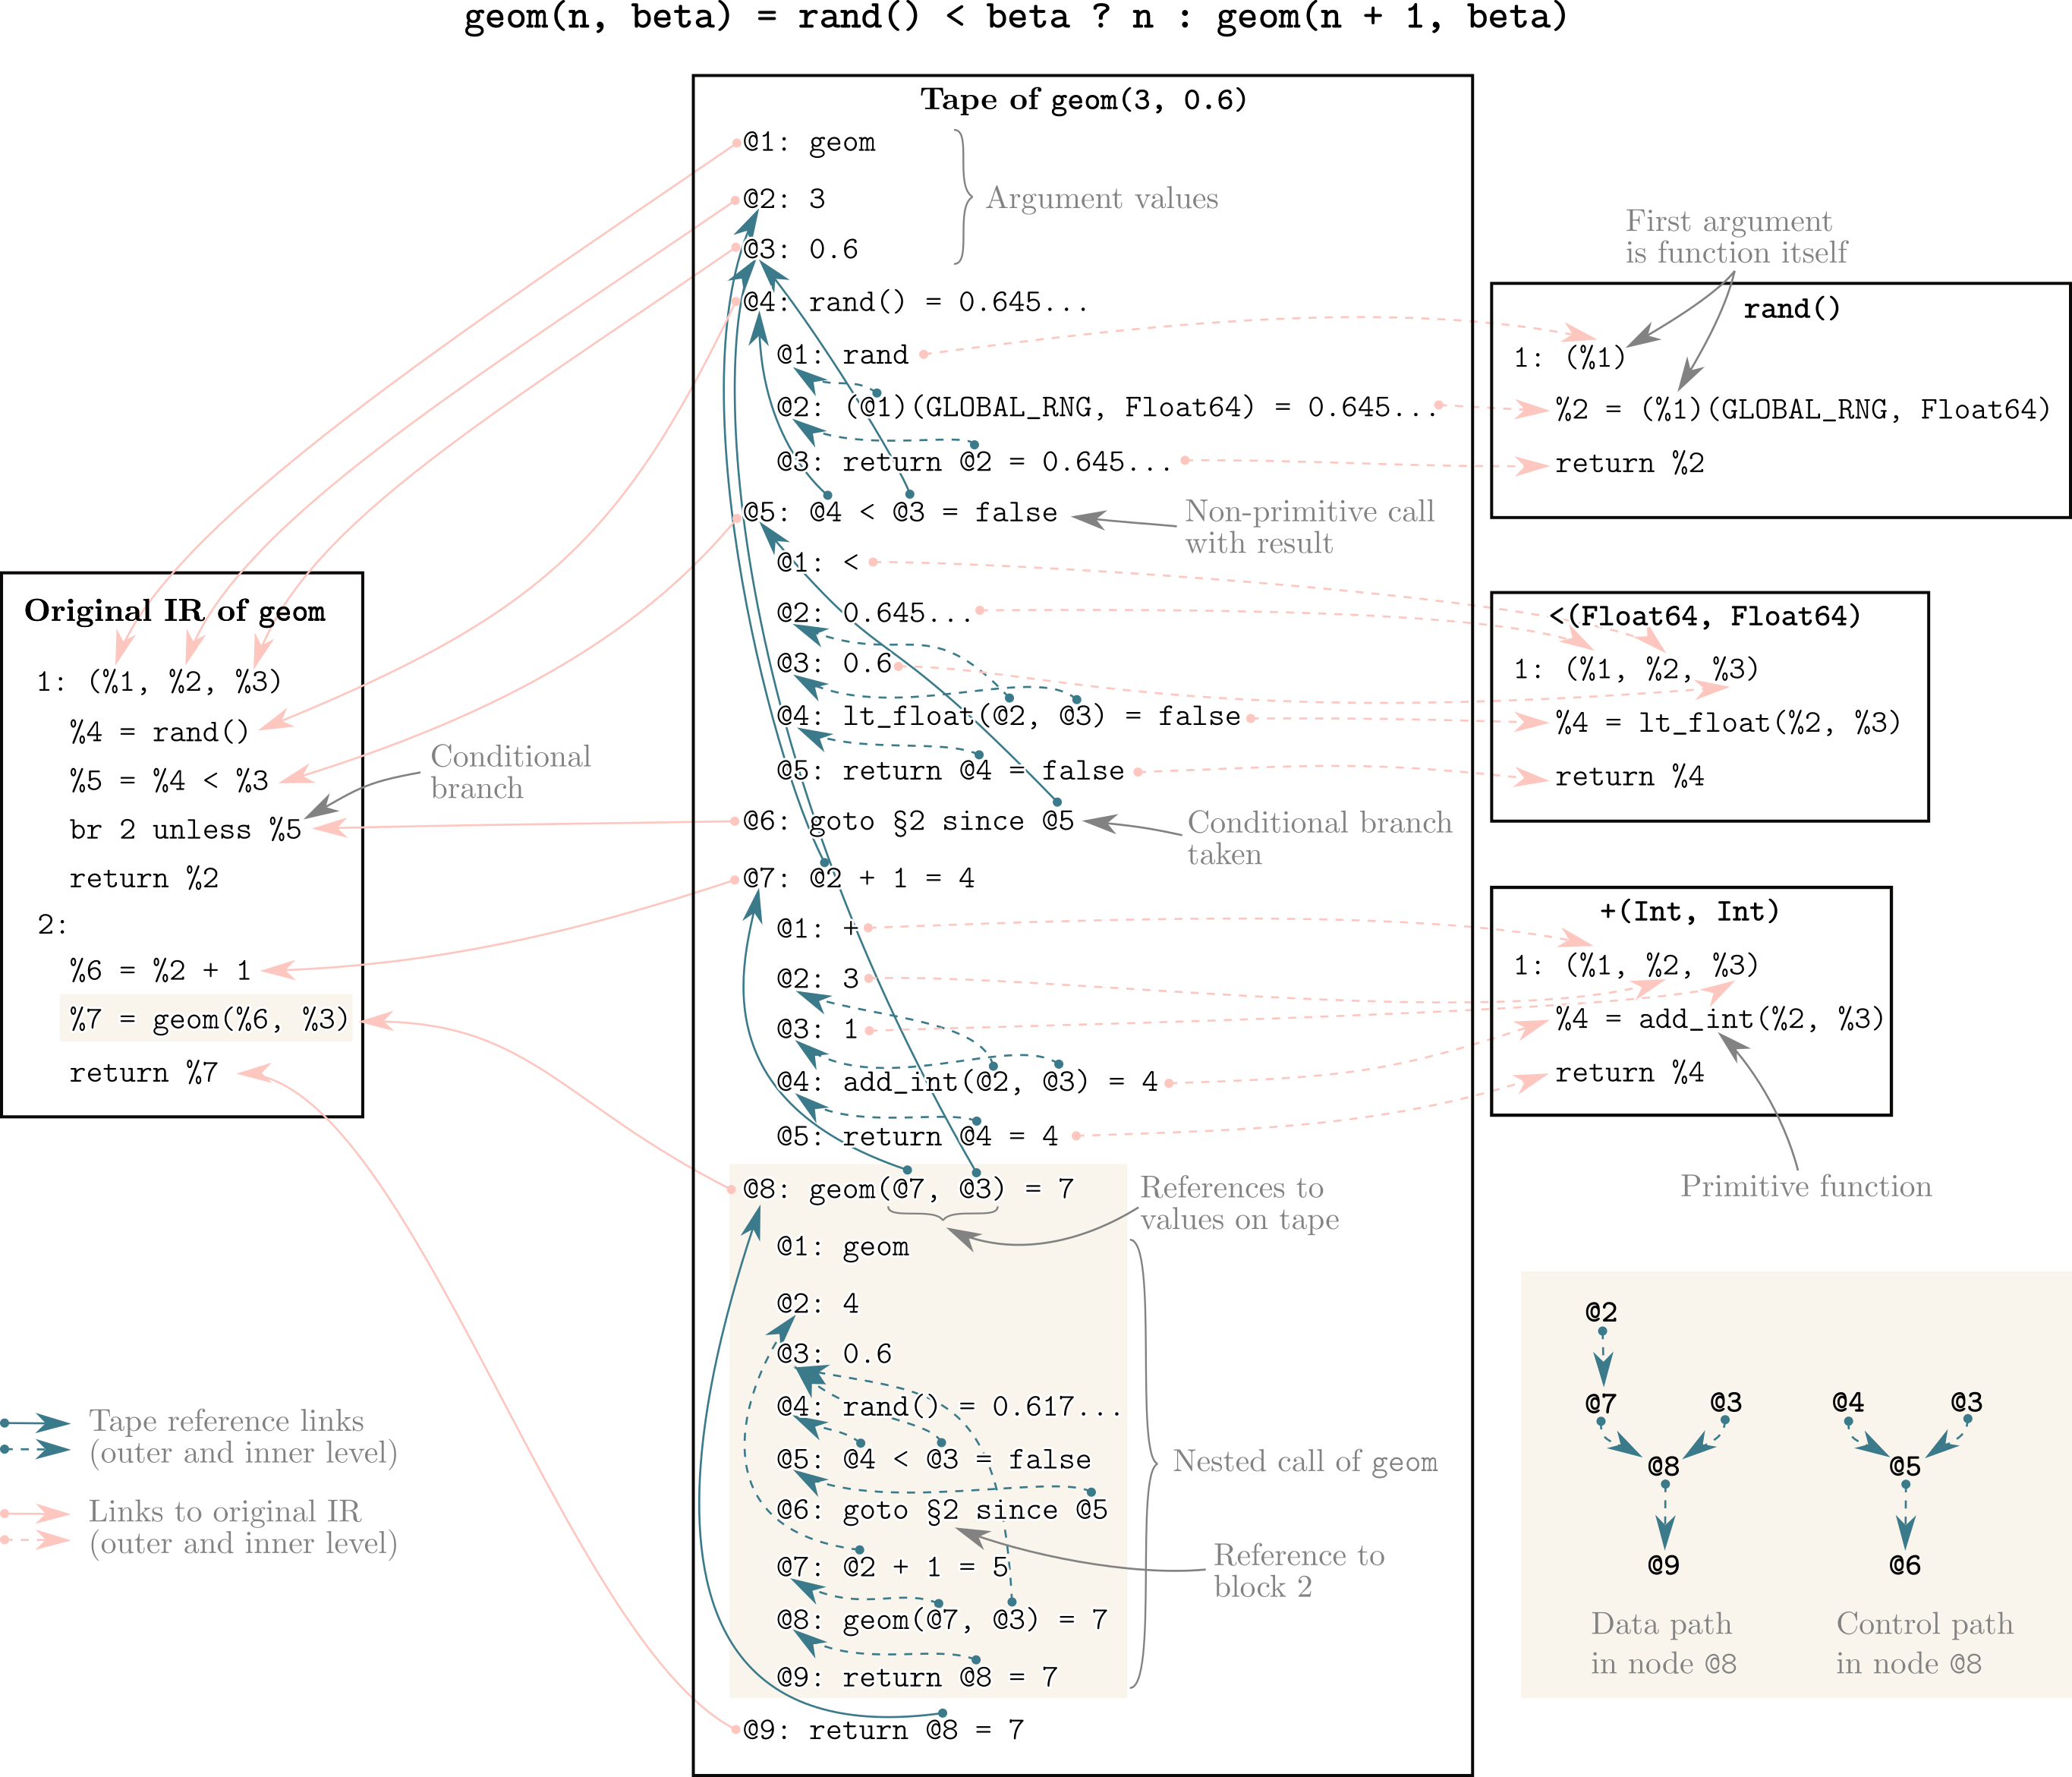 geom(n, beta) = rand() < beta ? n : geom(n + 1, beta)
Tape of geom(3, 0.6)
@1: geom
@2: 3
@3: 0.6
Argument values
@4: rand() = 0.645...
@1: rand
@2: (@1)(GLOBAL_RNG, Float64) = 0.645...
@3: return @2 = 0.645...
@5: @4 < @3 = false
Non-primitive call
with result
@1: <
@2: 0.645...
@3: 0.6
@4: lt_float(@2, @3) = false
@5: return @4 = false
@6: goto §2 since @5
Conditional branch
taken
@7: @2 + 1 = 4
@1: +
@2: 3
@3: 1
@4: add_int(@2, @3) = 4
@5: return @4 = 4
@8: geom(@7, @3) = 7
References to
values on tape
@1: geom
@2: 4
@3: 0.6
@4: rand() = 0.617...
@5: @4 < @3 = false
@6: goto §2 since @5
@7: @2 + 1 = 5
@8: geom(@7, @3) = 7
@9: return @8 = 7
Nested call of geom
Reference to
block 2
@9: return @8 = 7
Original IR of geom
1: (%1, %2, %3)
%4 = rand()
%5 = %4 < %3
br 2 unless %5
return %2
2:
%6 = %2 + 1
%7 = geom(%6, %3)
return %7
Conditional
branch
Tape reference links
(outer and inner level)
Links to original IR
(outer and inner level)
First argument
is function itself
rand()
1: (%1)
%2 = (%1)(GLOBAL_RNG, Float64)
return %2
<(Float64, Float64)
1: (%1, %2, %3)
%4 = lt_float(%2, %3)
return %4
+(Int, Int)
1: (%1, %2, %3)
%4 = add_int(%2, %3)
return %4
Primitive function
@2
@7 @3
@8
@9
Data path
in node @8
@4 @3
@5
@6
Control path
in node @8